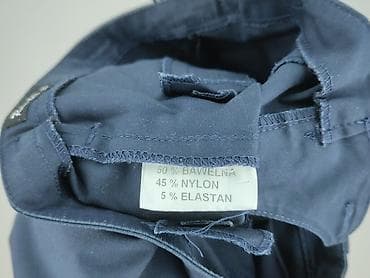 50 % BAWEŁNA
45 % NYLON
5 % ELASTAN